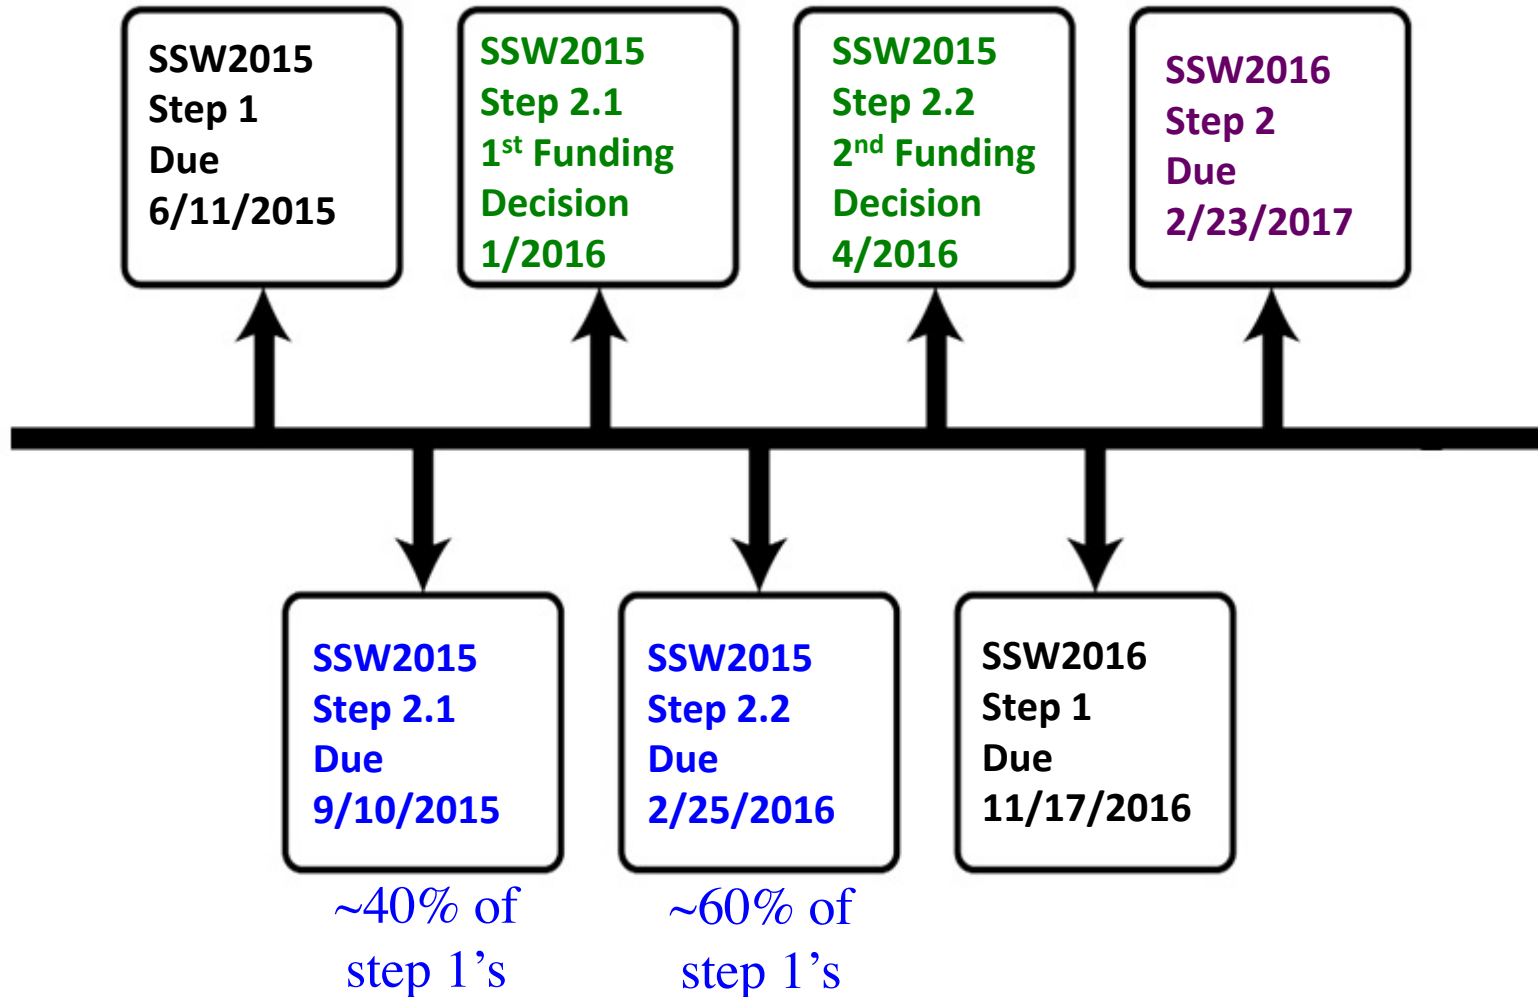 SSW2015
Step 1
Due
6/11/2015
SSW2015
Step 2.1
1st Funding
Decision
1/2016
SSW2015
Step 2.2
2nd Funding
Decision
4/2016
SSW2016
Step 2
Due
2/23/2017
SSW2015
Step 2.1
Due
9/10/2015
~40% of
step 1’s
SSW2015
Step 2.2
Due
2/25/2016
~60% of
step 1’s
SSW2016
Step 1
Due
11/17/2016